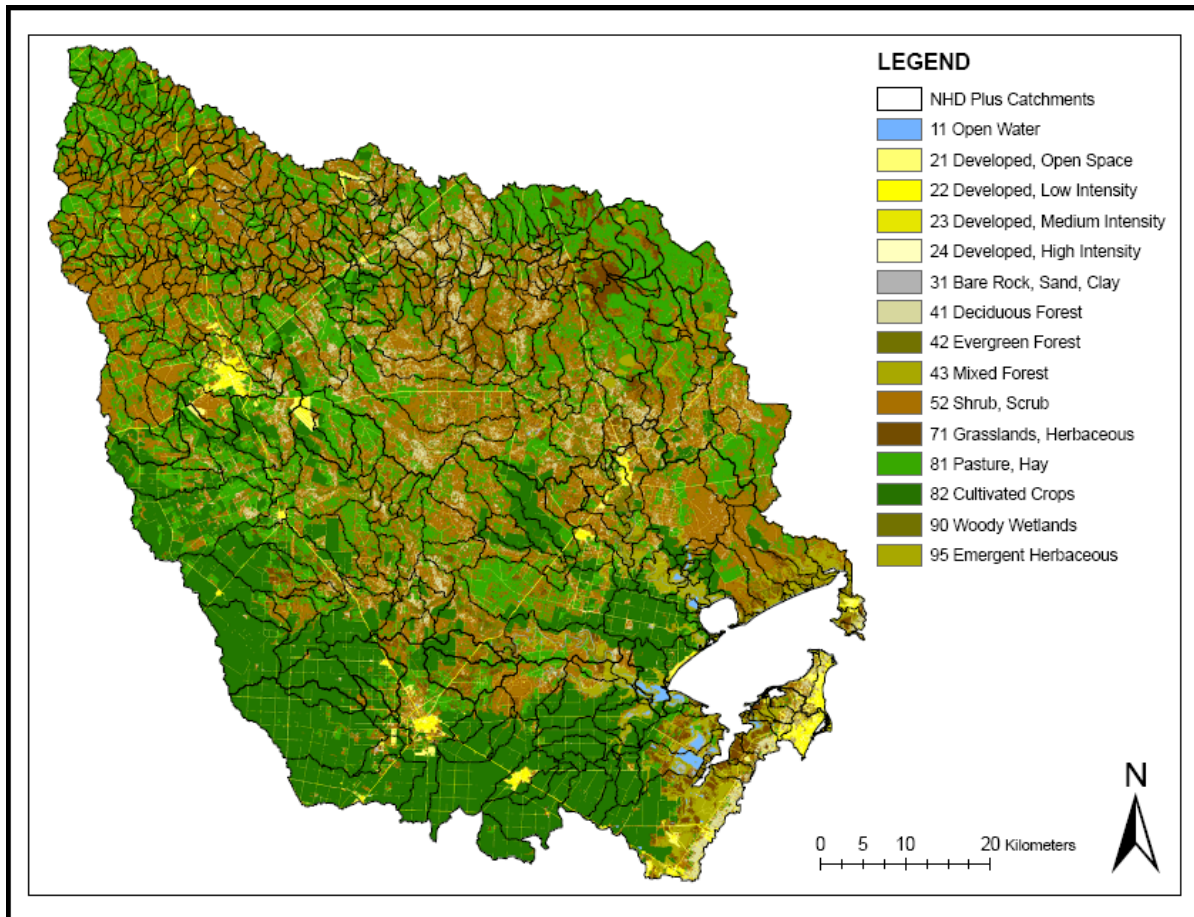 LEGEND
NHD Plus Catchments
11 Open Water
21 Developed, Open Space
22 Developed, Low Intensity
23 Developed, Medium Intensity
24 Developed, High Intensity
31 Bare Rock, Sand, Clay
41 Deciduous Forest
42 Evergreen Forest
43 Mixed Forest
52 Shrub, Scrub
71 Grasslands, Herbaceous
81 Pasture, Hay
82 Cultivated Crops
90 Woody Wetlands
95 Emergent Herbaceous
N
0 5 10 20 Kilometers